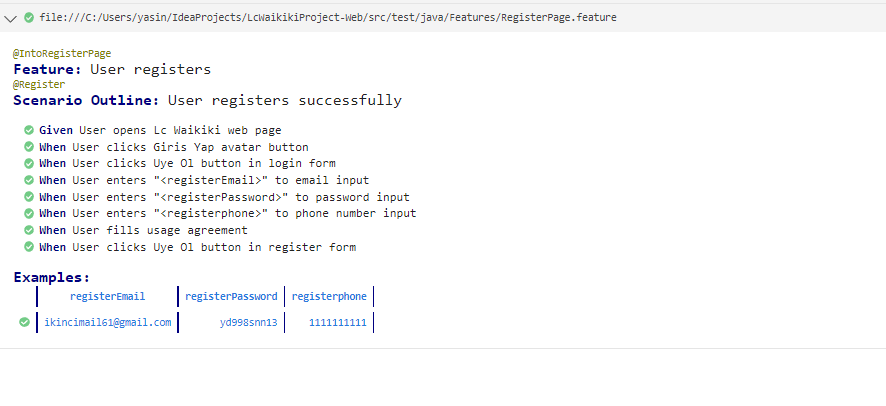 file:///C:/Users/yasin/IdeaProjects/LcWaikikiProject-Web/src/test/java/Features/RegisterPage.feature
@IntoRegisterPage
Feature: User registers
@Register
Scenario Outline: User registers successfully
Given User opens Lc Waikiki web page
When User clicks Giris Yap avatar button
When User clicks Uye Ol button in login form
When User enters "<registerEmail>" to email input
When User enters "<registerPassword>" to password input
When User enters "<registerphone>" to phone number input
When User fills usage agreement
When User clicks Uye Ol button in register form
Examples:
registerEmail registerPassword registerphone
ikincimail61@gmail.com yd998snn13 1111111111